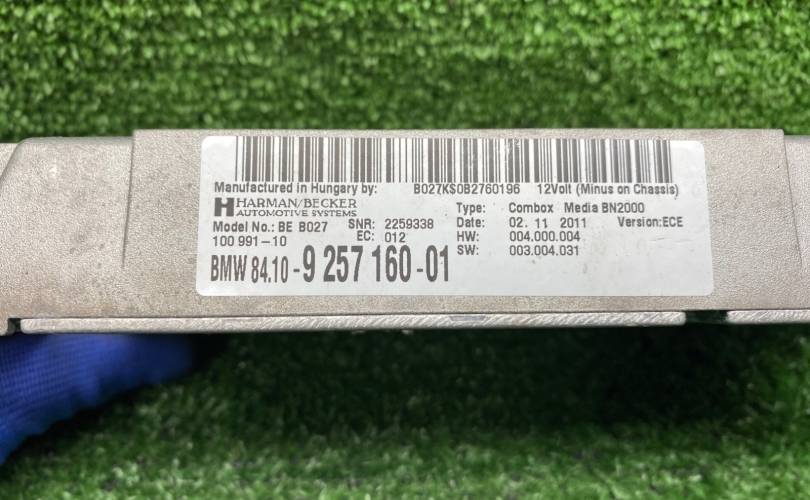 Manufactured in Hungary by: B027KS0B2760196 12Volt (Minus on Chassis)
HARMAN/BECKER
AUTOMOTIVE SYSTEMS
Type: Combox Media BN2000
Model No.: BE B027 SNR: 2259338 Date: 02. 11 2011 Version:ECE
100 991-10 EC: 012 HW: 004.000.004
SW: 003.004.031
BMW 84.10-9 257 160-01